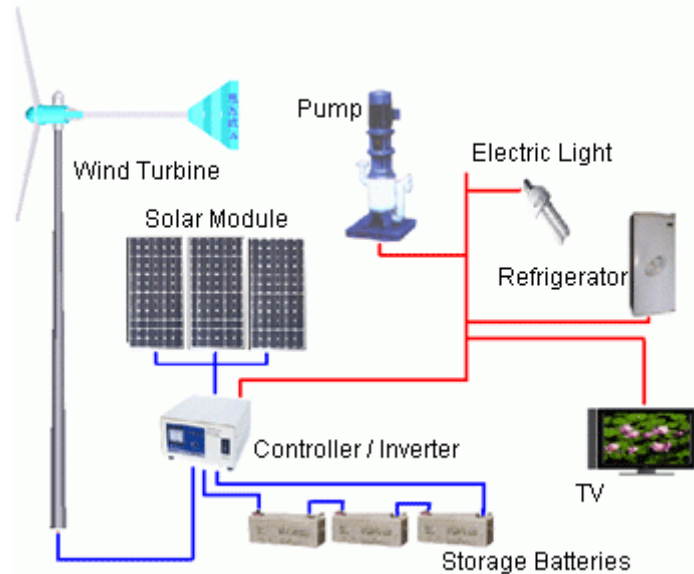 Pump
Electric Light
Wind Turbine
Solar Module
Refrigerator
Controller / Inverter
TV
Storage Batteries